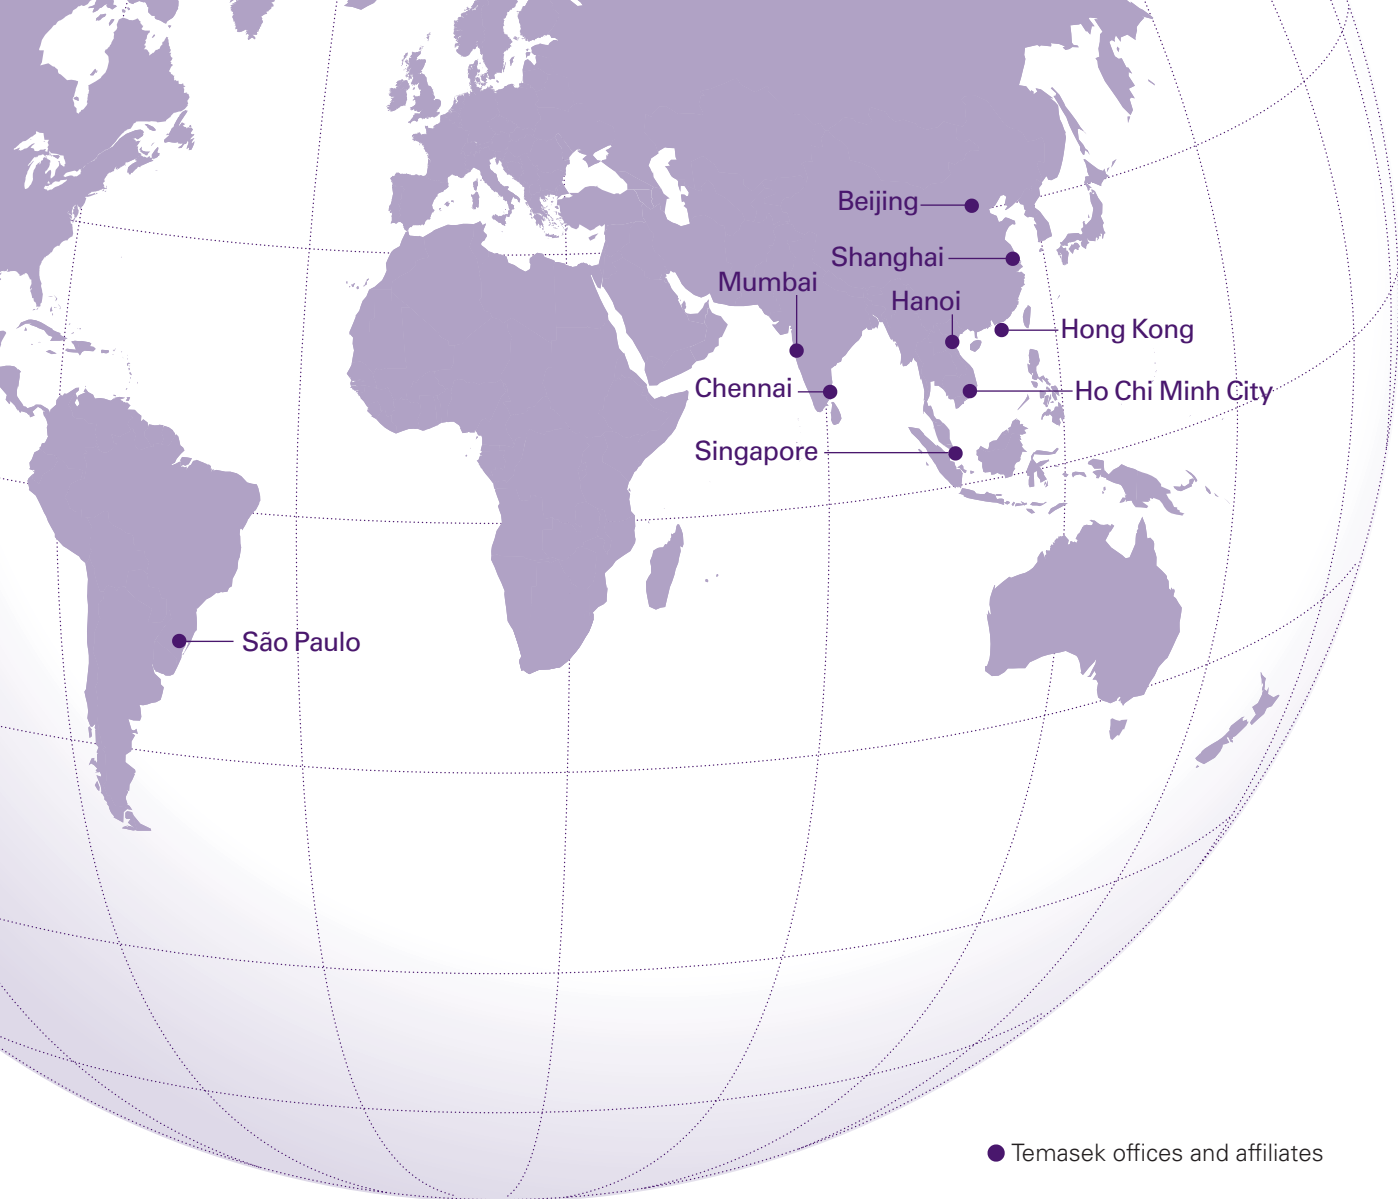 Beijing
Shanghai
Mumbai
Hanoi
Hong Kong
Chennai
Ho Chi Minh City
Singapore
São Paulo
Temasek offices and affiliates